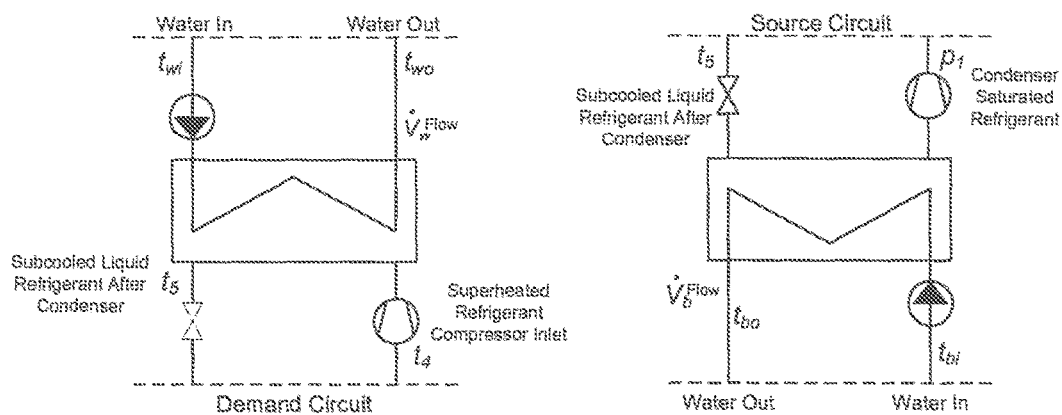 Water In
Water Out
t_wi
t_wo
V̇_w^Flow
Subcooled Liquid
Refrigerant After
Condenser
t_5
Superheated
Refrigerant
Compressor Inlet
t_4
Demand Circuit
Source Circuit
t_5
p_1
Subcooled Liquid
Refrigerant After
Condenser
Condenser
Saturated
Refrigerant
V̇_b^Flow
t_bo
t_bi
Water Out
Water In